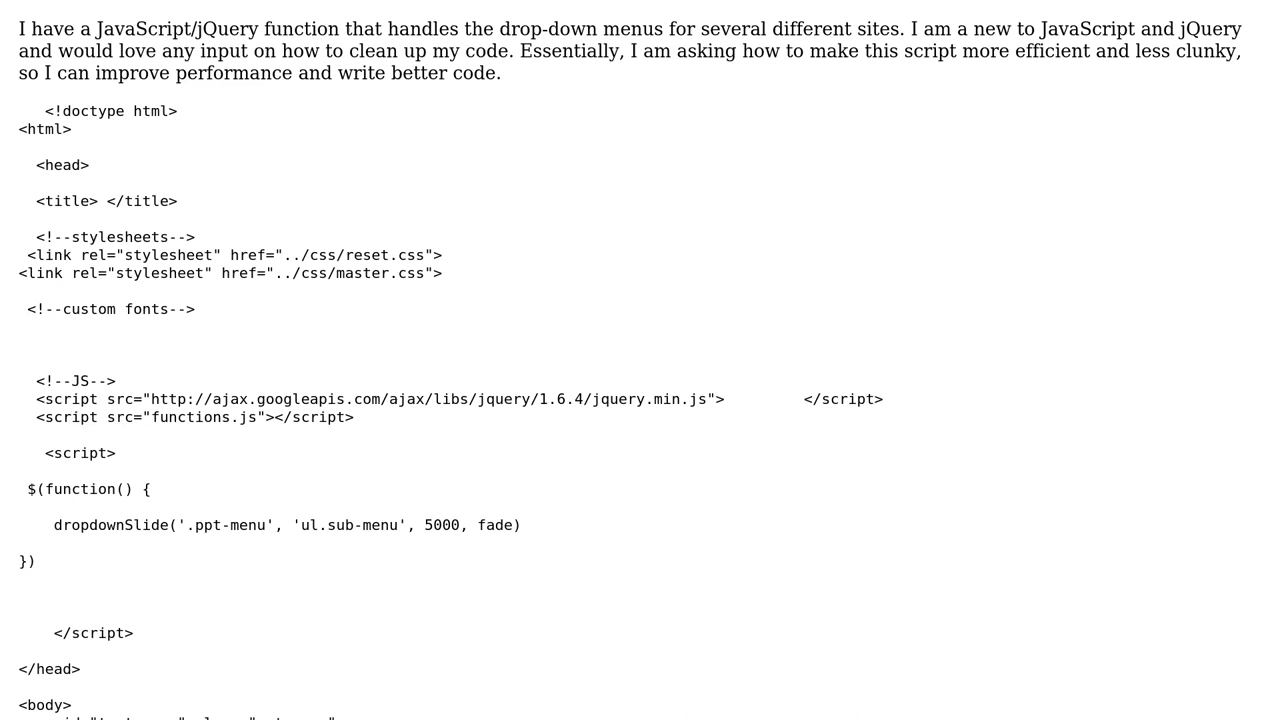 I have a JavaScript/jQuery function that handles the drop-down menus for several different sites. I am a new to JavaScript and jQuery
and would love any input on how to clean up my code. Essentially, I am asking how to make this script more efficient and less clunky,
so I can improve performance and write better code.
<!doctype html>
<html>
<head>
<title> </title>
<!--stylesheets-->
<link rel="stylesheet" href="../css/reset.css">
<link rel="stylesheet" href="../css/master.css">
<!--custom fonts-->
<!--JS-->
<script src="http://ajax.googleapis.com/ajax/libs/jquery/1.6.4/jquery.min.js">         </script>
<script src="functions.js"></script>
<script>
$(function() {
dropdownSlide('.ppt-menu', 'ul.sub-menu', 5000, fade)
})
</script>
</head>
<body>